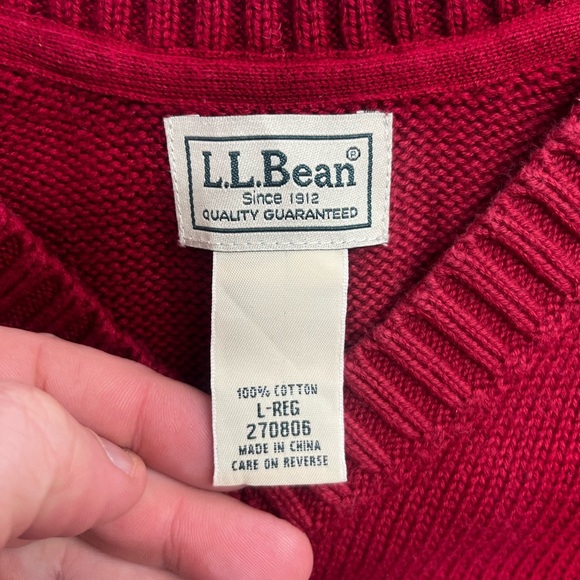 L.L.Bean®
Since 1912
QUALITY GUARANTEED
100% COTTON
L-REG
270806
MADE IN CHINA
CARE ON REVERSE